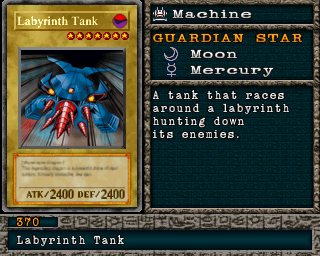 Labyrinth Tank
ATK/2400 DEF/2400
Machine
GUARDIAN STAR
Moon
Mercury
A tank that races
around a labyrinth
hunting down
its enemies.
370
Labyrinth Tank